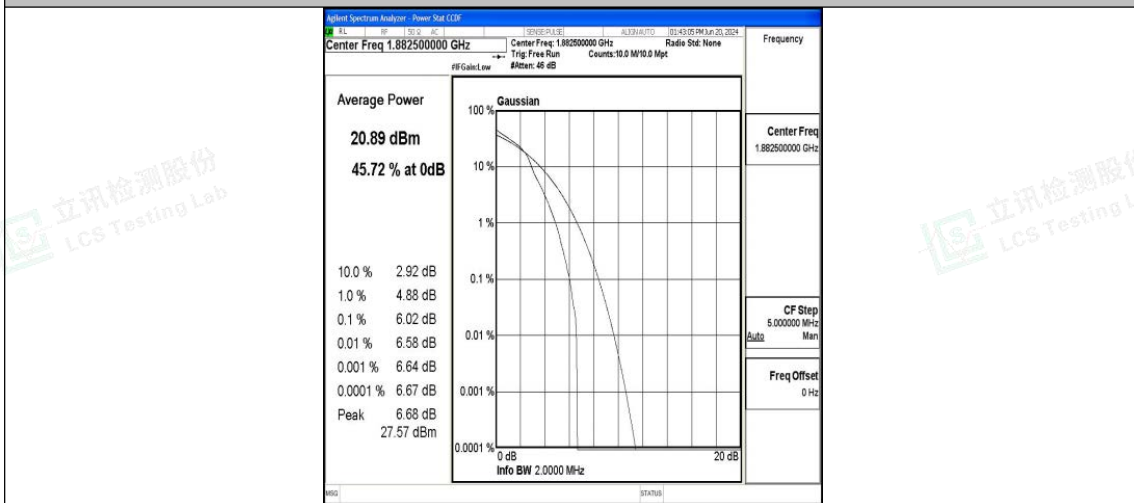 Agilent Spectrum Analyzer - Power Stat CCDF
RL RF 50 Ω AC SENSE:PULSE ALIGN AUTO 01:43:05 PM Jun 20, 2024
Center Freq 1.882500000 GHz
Center Freq: 1.882500000 GHz Radio Std: None
Trig: Free Run Counts:10.0 M/10.0 Mpt
#IFGain:Low #Atten: 46 dB
Frequency
Average Power
20.89 dBm
45.72 % at 0dB
10.0 % 2.92 dB
1.0 % 4.88 dB
0.1 % 6.02 dB
0.01 % 6.58 dB
0.001 % 6.64 dB
0.0001 % 6.67 dB
Peak 6.68 dB
27.57 dBm
Gaussian
100 %
10 %
1 %
0.1 %
0.01 %
0.001 %
0.0001 %
0 dB 20 dB
Info BW 2.0000 MHz
Center Freq
1.882500000 GHz
CF Step
5.000000 MHz
Auto Man
Freq Offset
0 Hz
MSG STATUS
立讯检测股份
LCS Testing Lab
立讯检测股份
LCS Testing L